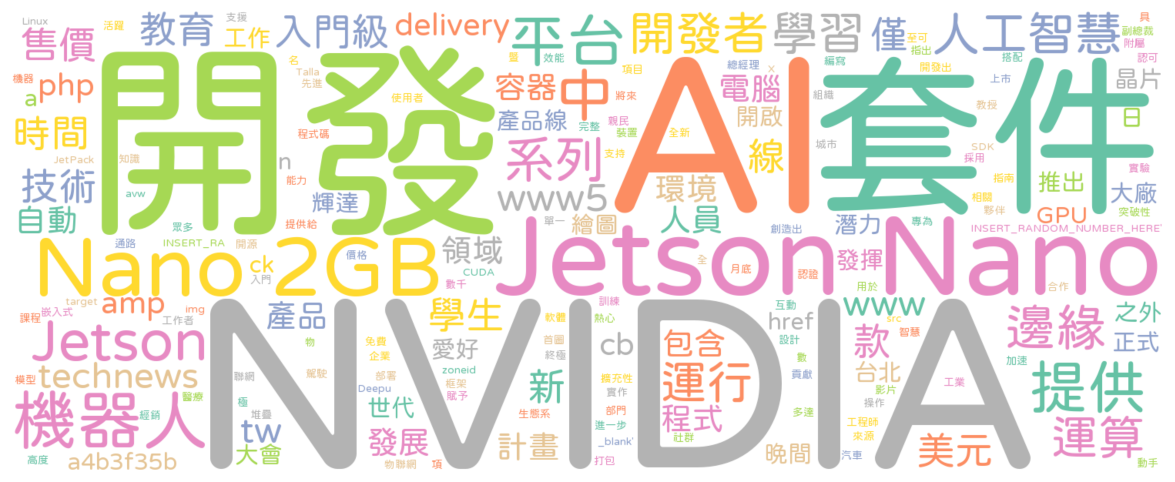 Linux 活躍 支援 教育 入門級 delivery 平台 開發者 學習 僅 至可 指出 人工智慧 副總裁 具
售價 工作 量 效能 附屬
機器 名 Talla 先進 項目 總經理 X 編寫 搭配 認可
a php 使用者 容器 中 將來 電腦 組織 上市 開發出 晶片
開發 AI 套件
時間 程式碼 產品線 完整 親民 裝置 全新 開啟 教極 日
JetPack 知識 n 系列 支持 線 城市 SDK 採用 實驗
技術 avw 能力 www5 環境 相關 指南 推出 大廠
自動 眾多 輝達 提供給 單一 繪圖 人員 潛力 專為 夥伴 GPU 突破性
通路 INSERT_RA 開源 價格 領域 創造出 發揮 INSERT_RANDOM_NUMBER_HERE
Nano 2GB ck 入門 CUDA 數千 Jetson Nano 全 月底 認證 用於 合作
target img amp 訓練 互動 www
課程 嵌入式 工作者 產品 學生 軟體 熱心 href src 邊緣 之外
NVIDIA
Jetson 物 免費 企業 愛好 首圖 終極 cb 包含 設計 智慧 款 正式
模型 technews 聯網 駕駛 部署 zoneid 框架 賦予 新 擴充性 實作 運行 數 貢獻 台北 影片 加速 工業 提供
醫療 極 Deepu 世代 生態系 部門 程式 多達 操作
機器人 經銷 堆疊 tw 發展 進一步 社群 工程師 來源 運算
高度 a4b3f35b 大會 物聯網 項 計畫 _blank' 打包 晚間 汽車 美元 動手